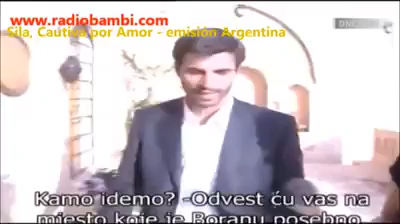 www.radiobambi.com
Sila, Cautiva por Amor - emisión Argentina
Kamo idemo? -Odvest ću vas na
mjesto koje je Boranu posebno